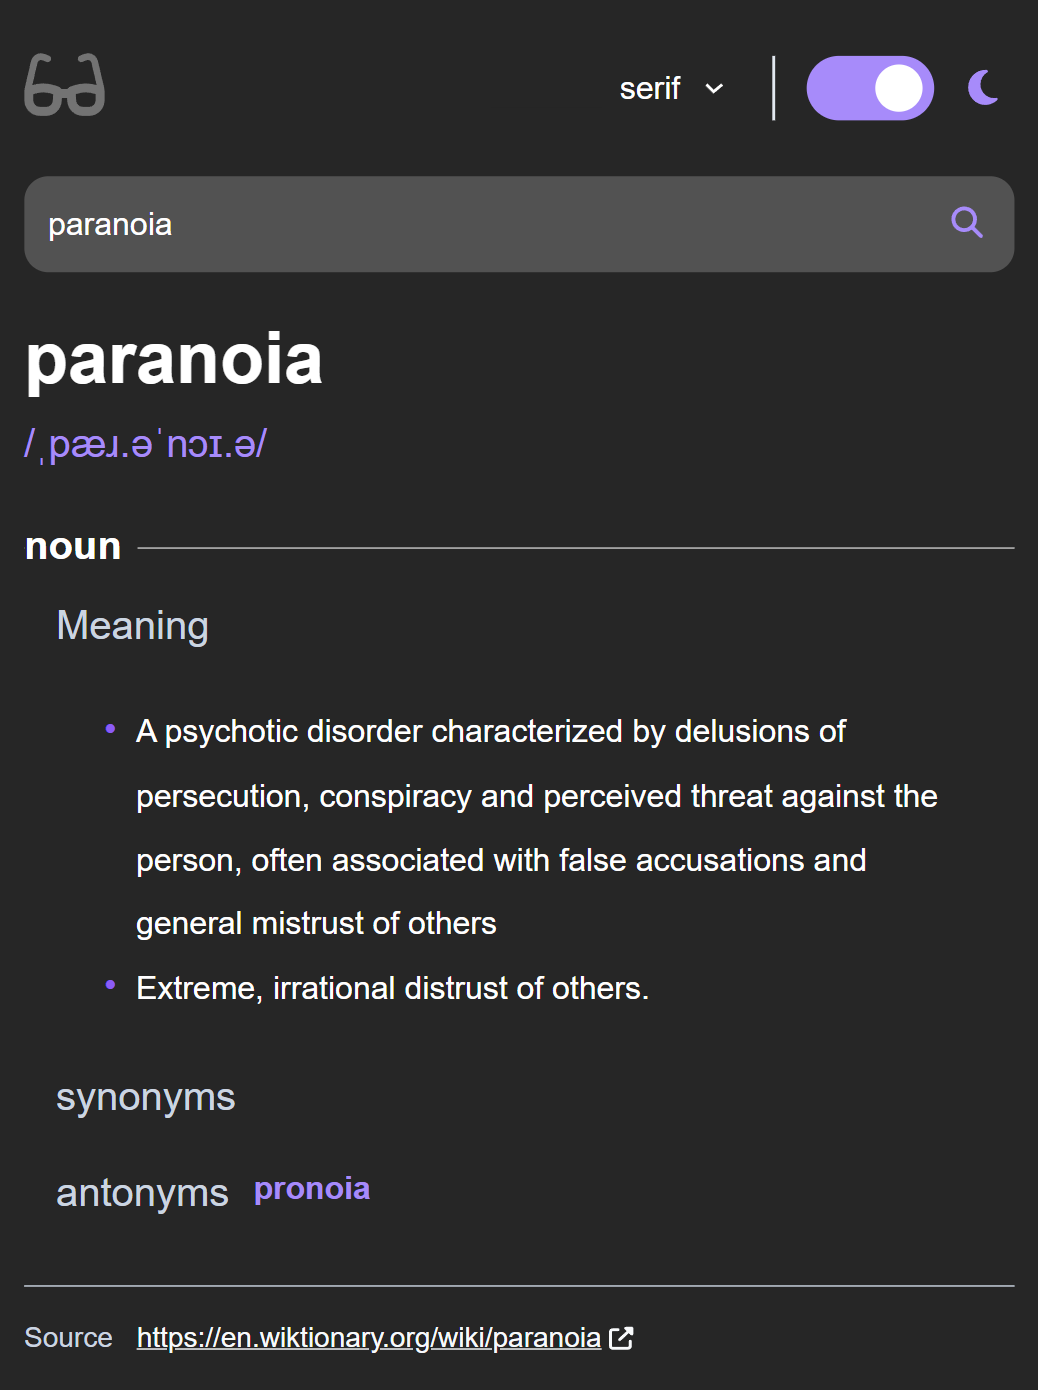 serif
paranoia
paranoia
/ˌpæɹ.əˈnɔɪ.ə/
noun
Meaning
• A psychotic disorder characterized by delusions of
persecution, conspiracy and perceived threat against the
person, often associated with false accusations and
general mistrust of others
• Extreme, irrational distrust of others.
synonyms
antonyms pronoia
Source https://en.wiktionary.org/wiki/paranoia